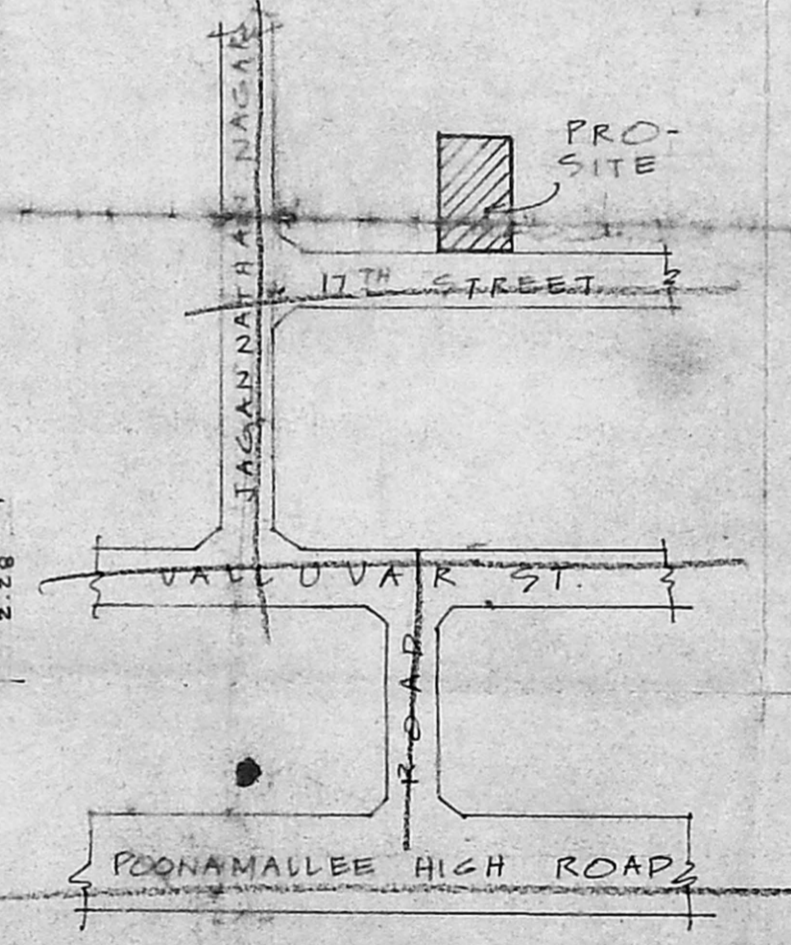 JAGANNATHAN NAGAR
PRO-
SITE
17TH STREET
VALLUVAR ST.
ROAD
POONAMALLEE HIGH ROAD